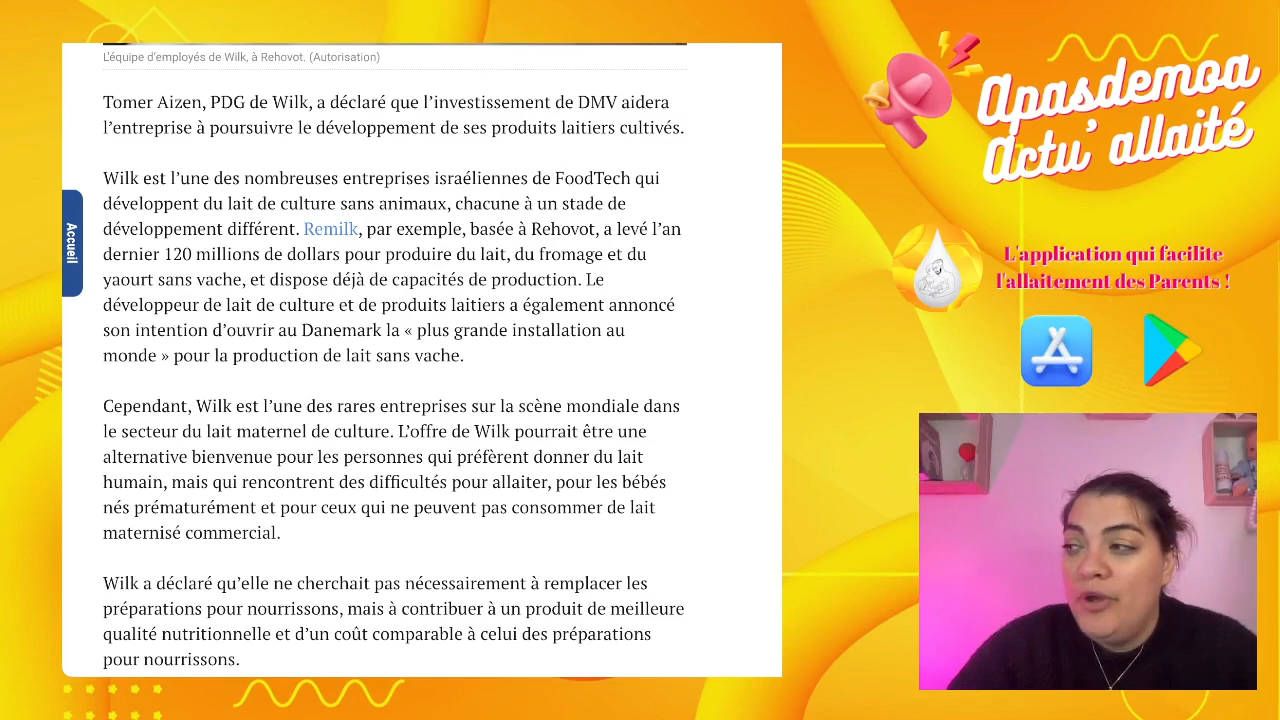 L'équipe d'employés de Wilk, à Rehovot. (Autorisation)
Tomer Aizen, PDG de Wilk, a déclaré que l'investissement de DMV aidera
l'entreprise à poursuivre le développement de ses produits laitiers cultivés.
Wilk est l'une des nombreuses entreprises israéliennes de FoodTech qui
développent du lait de culture sans animaux, chacune à un stade de
développement différent. Remilk, par exemple, basée à Rehovot, a levé l'an
dernier 120 millions de dollars pour produire du lait, du fromage et du
yaourt sans vache, et dispose déjà de capacités de production. Le
développeur de lait de culture et de produits laitiers a également annoncé
son intention d'ouvrir au Danemark la « plus grande installation au
monde » pour la production de lait sans vache.
Cependant, Wilk est l'une des rares entreprises sur la scène mondiale dans
le secteur du lait maternel de culture. L'offre de Wilk pourrait être une
alternative bienvenue pour les personnes qui préfèrent donner du lait
humain, mais qui rencontrent des difficultés pour allaiter, pour les bébés
nés prématurément et pour ceux qui ne peuvent pas consommer de lait
maternisé commercial.
Wilk a déclaré qu'elle ne cherchait pas nécessairement à remplacer les
préparations pour nourrissons, mais à contribuer à un produit de meilleure
qualité nutritionnelle et d'un coût comparable à celui des préparations
pour nourrissons.
Accueil
Apasdemoa
Actu' allaité
L'application qui facilite
l'allaitement des Parents !